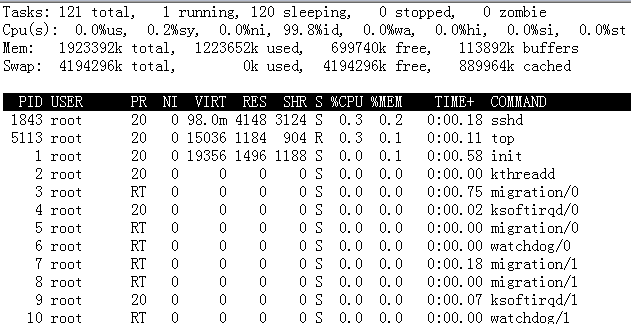 Tasks: 121 total,   1 running, 120 sleeping,   0 stopped,   0 zombie
Cpu(s):  0.0%us,  0.2%sy,  0.0%ni, 99.8%id,  0.0%wa,  0.0%hi,  0.0%si,  0.0%st
Mem:   1923392k total,  1223652k used,   699740k free,   113892k buffers
Swap:  4194296k total,        0k used,  4194296k free,   889964k cached
PID USER      PR  NI  VIRT  RES  SHR S %CPU %MEM    TIME+  COMMAND
1843 root      20   0 98.0m 4148 3124 S  0.3  0.2   0:00.18 sshd
5113 root      20   0 15036 1184  904 R  0.3  0.1   0:00.11 top
1 root      20   0 19356 1496 1188 S  0.0  0.1   0:00.58 init
2 root      20   0     0    0    0 S  0.0  0.0   0:00.00 kthreadd
3 root      RT   0     0    0    0 S  0.0  0.0   0:00.75 migration/0
4 root      20   0     0    0    0 S  0.0  0.0   0:00.02 ksoftirqd/0
5 root      RT   0     0    0    0 S  0.0  0.0   0:00.00 migration/0
6 root      RT   0     0    0    0 S  0.0  0.0   0:00.00 watchdog/0
7 root      RT   0     0    0    0 S  0.0  0.0   0:00.18 migration/1
8 root      RT   0     0    0    0 S  0.0  0.0   0:00.00 migration/1
9 root      20   0     0    0    0 S  0.0  0.0   0:00.07 ksoftirqd/1
10 root      RT   0     0    0    0 S  0.0  0.0   0:00.00 watchdog/1